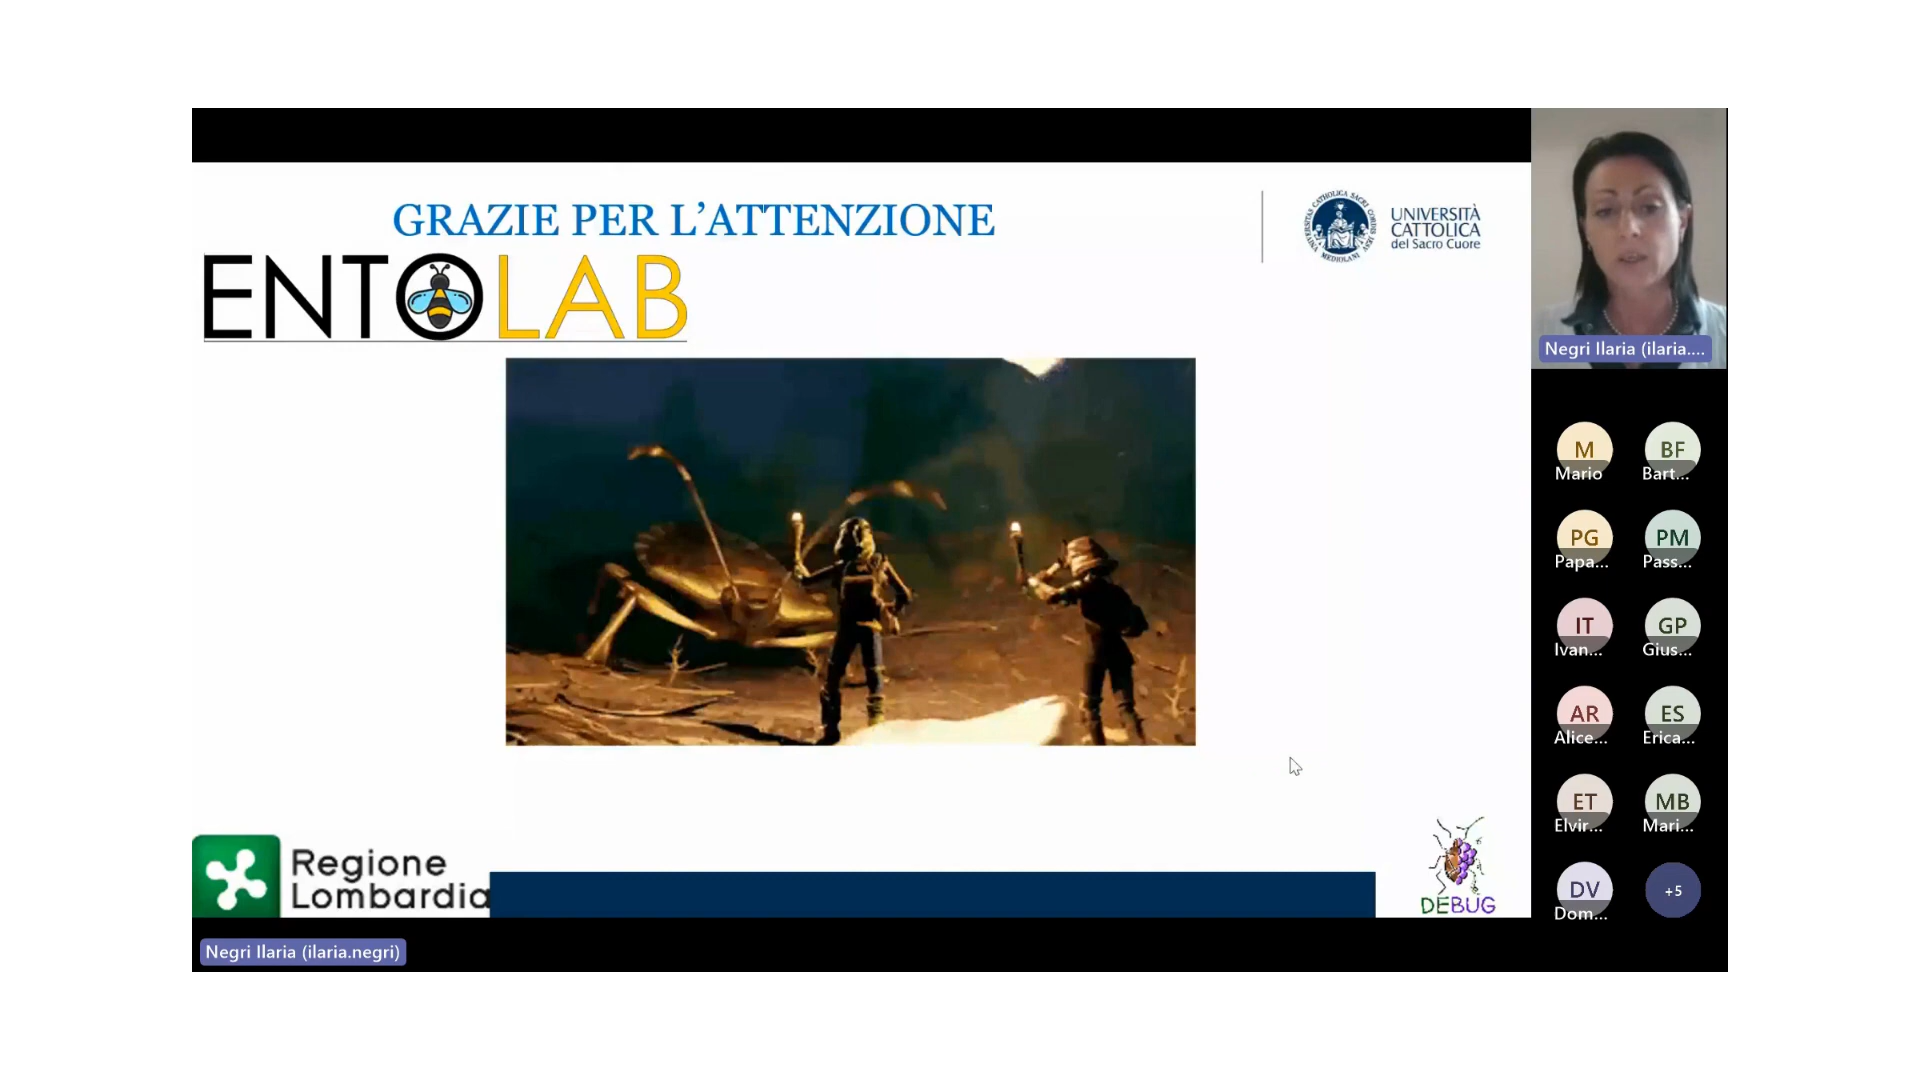 GRAZIE PER L'ATTENZIONE
ENTOLAB
UNIVERSITÀ
CATTOLICA
del Sacro Cuore
Negri Ilaria (ilaria....
M
Mario
BF
Bart...
PG
Papa...
PM
Pass...
IT
Ivan...
GP
Gius...
AR
Alice...
ES
Erica...
ET
Elvir...
MB
Mari...
DV
Dom...
+5
Regione
Lombardia
DEBUG
Negri Ilaria (ilaria.negri)